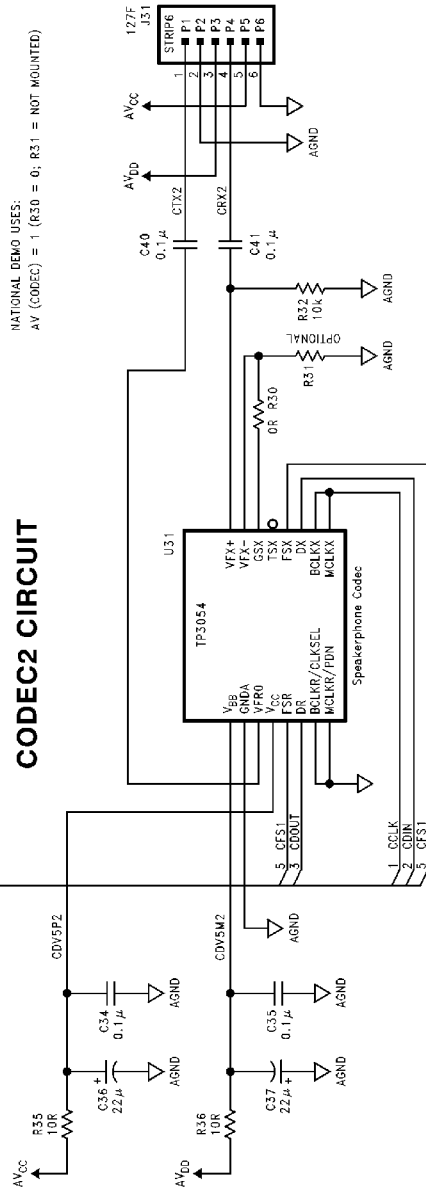 CODEC2 CIRCUIT
NATIONAL DEMO USES:
AV (CODEC) = 1 (R30 = 0; R31 = NOT MOUNTED)
127F
J31
STRIP6
P1
P2
P3
P4
P5
P6
1
2
3
4
5
6
AVCC
AGND
AVDD
CTX2
CRX2
C40
0.1µ
C41
0.1µ
R32
10k
AGND
OPTIONAL
R31
AGND
0R R30
U31
TP3054
VFX+
VFX-
GSX
TSX
FSX
DX
BCLKX
MCLKX
VBB
GNDA
VFRO
VCC
FSR
DR
BCLKR/CLKSEL
MCLKR/PDN
Speakerphone Codec
5 CFS1
3 CDOUT
1 CCLK
2 CDIN
5 CFS1
CDV5P2
CDV5M2
AGND
C34
0.1µ
AGND
C36
22µ
+
AGND
R35
10R
AVCC
C35
0.1µ
AGND
C37
22µ
+
AGND
R36
10R
AVDD